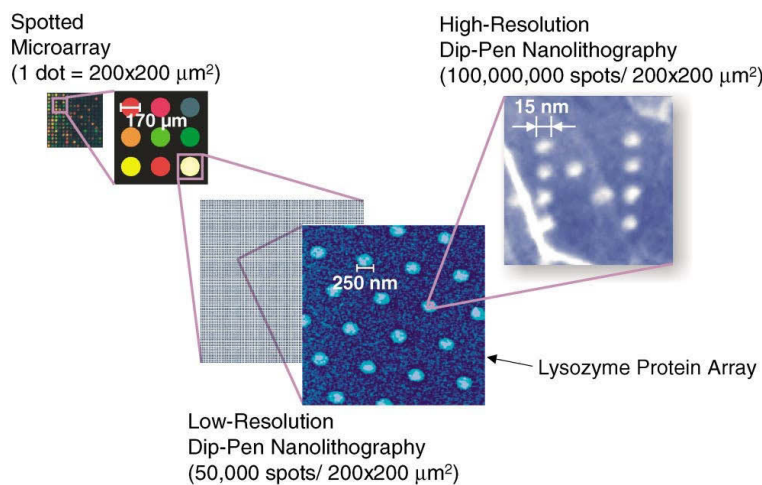 Spotted
Microarray
(1 dot = 200x200 μm²)
170 μm
High-Resolution
Dip-Pen Nanolithography
(100,000,000 spots/ 200x200 μm²)
15 nm
250 nm
Lysozyme Protein Array
Low-Resolution
Dip-Pen Nanolithography
(50,000 spots/ 200x200 μm²)